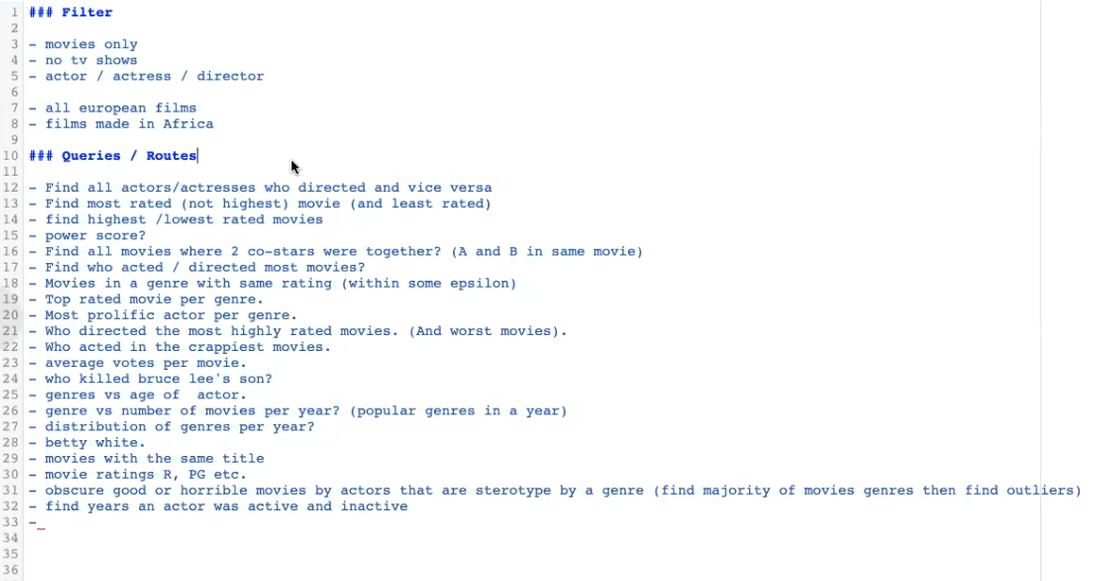 1 ### Filter
2
3 - movies only
4 - no tv shows
5 - actor / actress / director
6
7 - all european films
8 - films made in Africa
9
10 ### Queries / Routes
11
12 - Find all actors/actresses who directed and vice versa
13 - Find most rated (not highest) movie (and least rated)
14 - find highest /lowest rated movies
15 - power score?
16 - Find all movies where 2 co-stars were together? (A and B in same movie)
17 - Find who acted / directed most movies?
18 - Movies in a genre with same rating (within some epsilon)
19 - Top rated movie per genre.
20 - Most prolific actor per genre.
21 - Who directed the most highly rated movies. (And worst movies).
22 - Who acted in the crappiest movies.
23 - average votes per movie.
24 - who killed bruce lee's son?
25 - genres vs age of  actor.
26 - genre vs number of movies per year? (popular genres in a year)
27 - distribution of genres per year?
28 - betty white.
29 - movies with the same title
30 - movie ratings R, PG etc.
31 - obscure good or horrible movies by actors that are sterotype by a genre (find majority of movies genres then find outliers)
32 - find years an actor was active and inactive
33 -
34
35
36